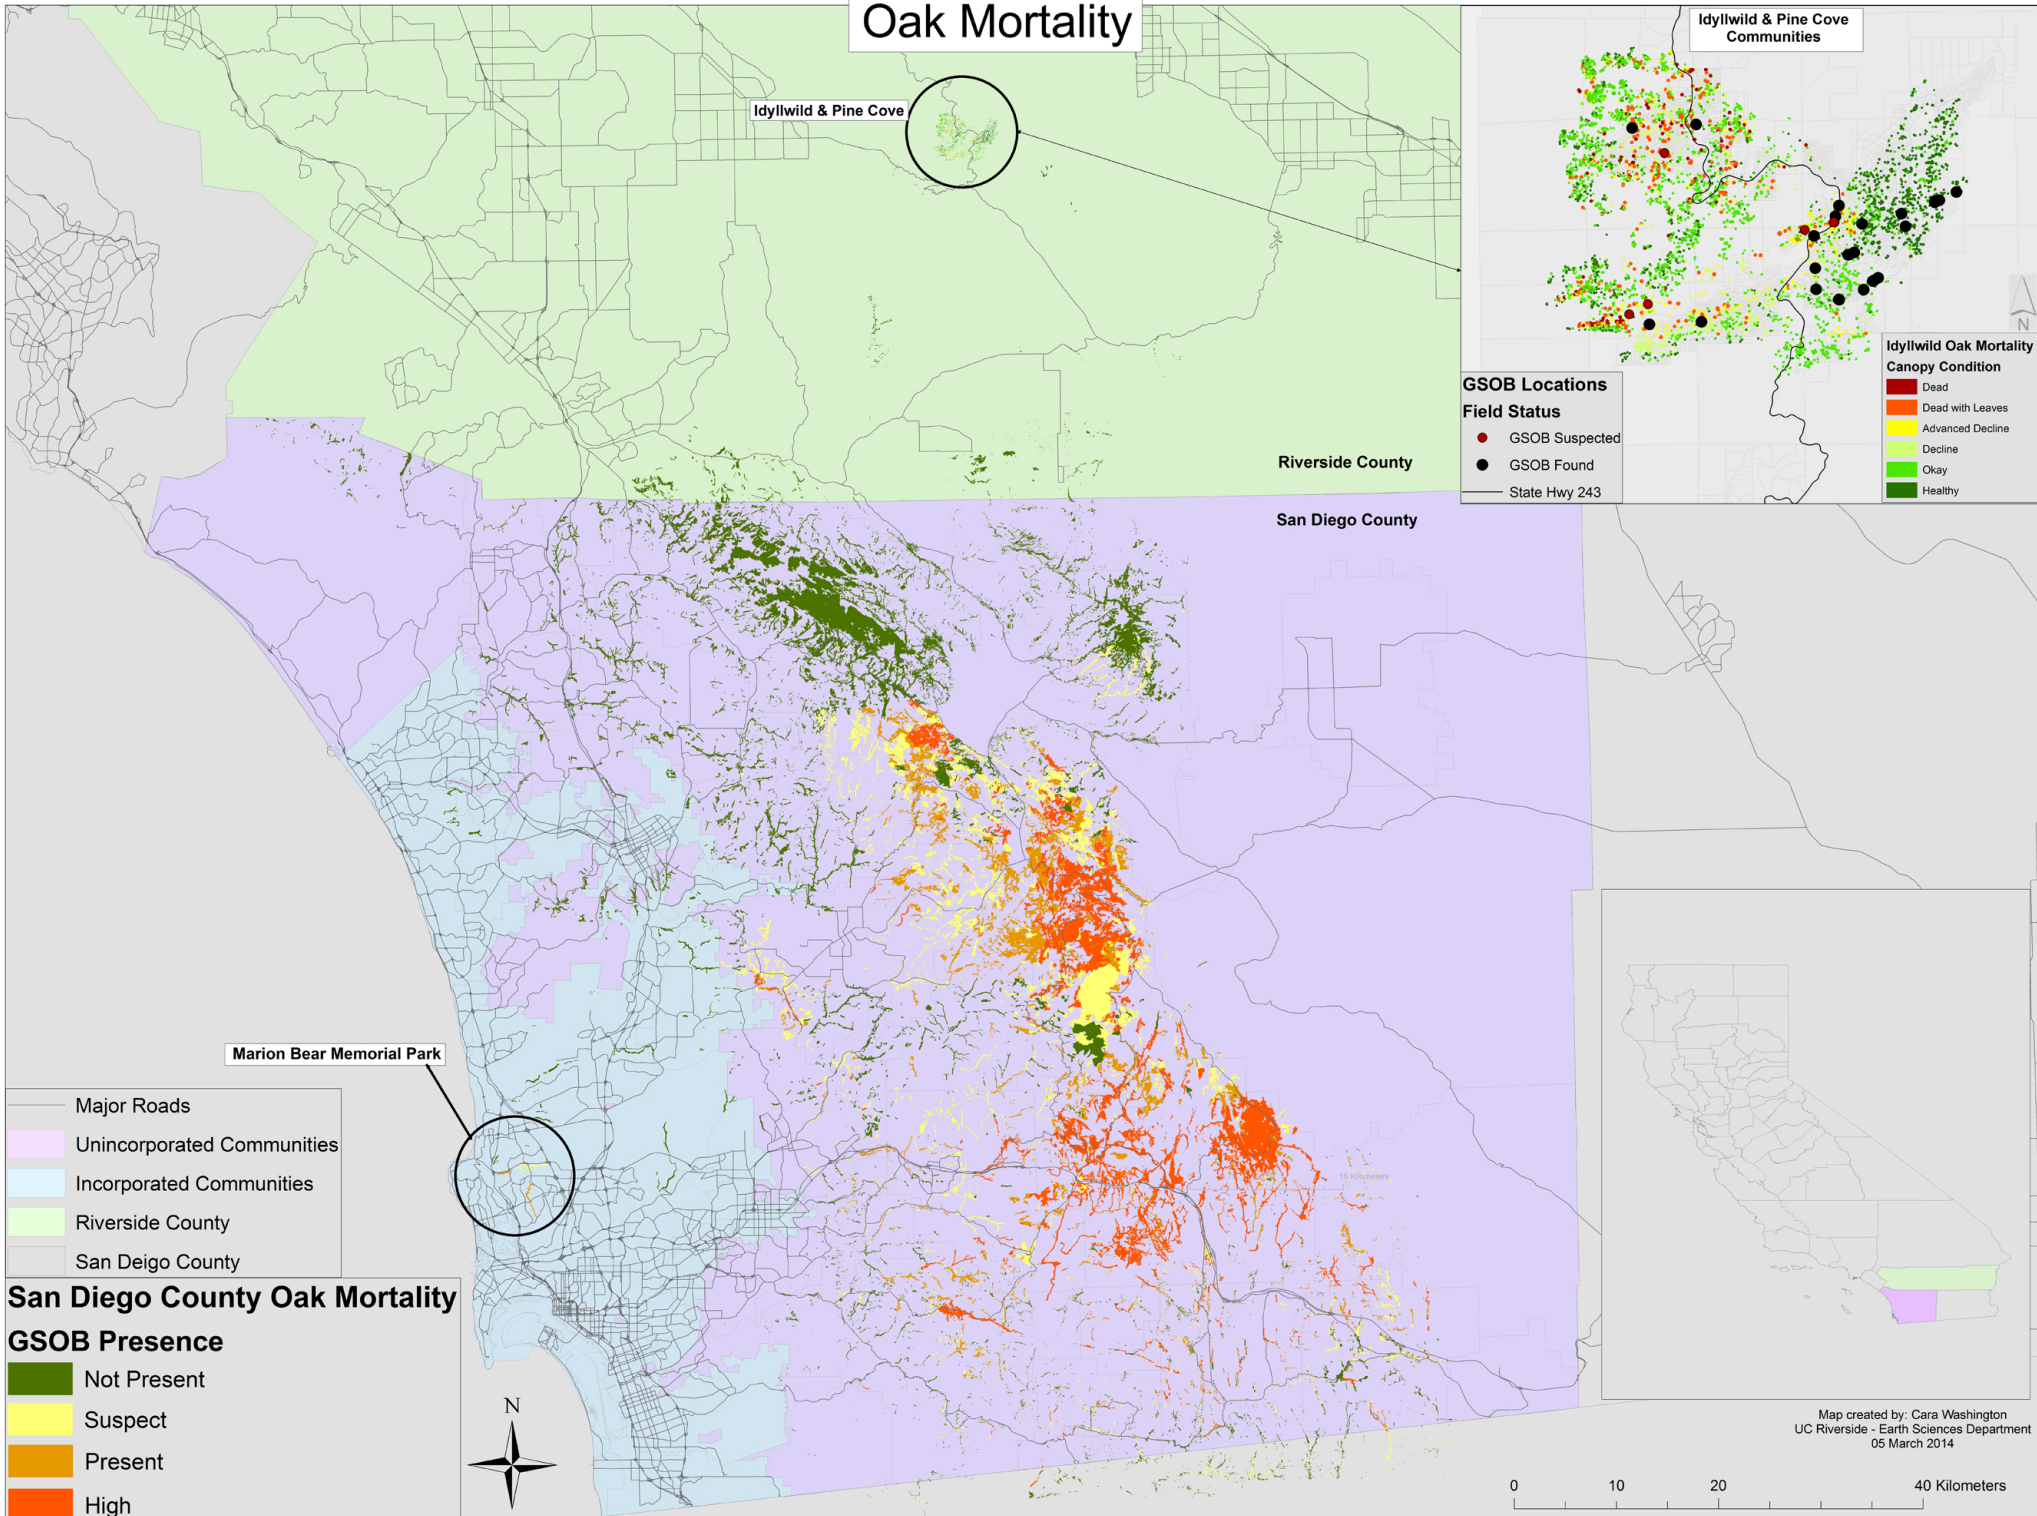 Oak Mortality
Idyllwild & Pine Cove
Communities
Idyllwild & Pine Cove
N
Idyllwild Oak Mortality
Canopy Condition
Dead
Dead with Leaves
Advanced Decline
Decline
Okay
Healthy
GSOB Locations
Field Status
GSOB Suspected
GSOB Found
State Hwy 243
Riverside County
San Diego County
Marion Bear Memorial Park
Major Roads
Unincorporated Communities
Incorporated Communities
Riverside County
San Deigo County
15 Kilometers
San Diego County Oak Mortality
GSOB Presence
Not Present
Suspect
Present
High
N
Map created by: Cara Washington
UC Riverside - Earth Sciences Department
05 March 2014
0 10 20 40 Kilometers